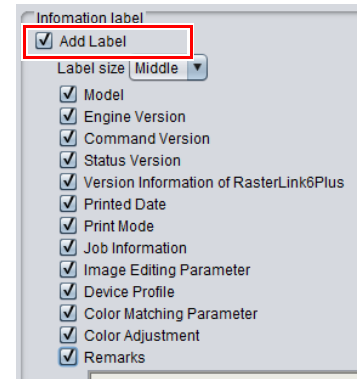 Infomation label
Add Label
Label size Middle
Model
Engine Version
Command Version
Status Version
Version Information of RasterLink6Plus
Printed Date
Print Mode
Job Information
Image Editing Parameter
Device Profile
Color Matching Parameter
Color Adjustment
Remarks